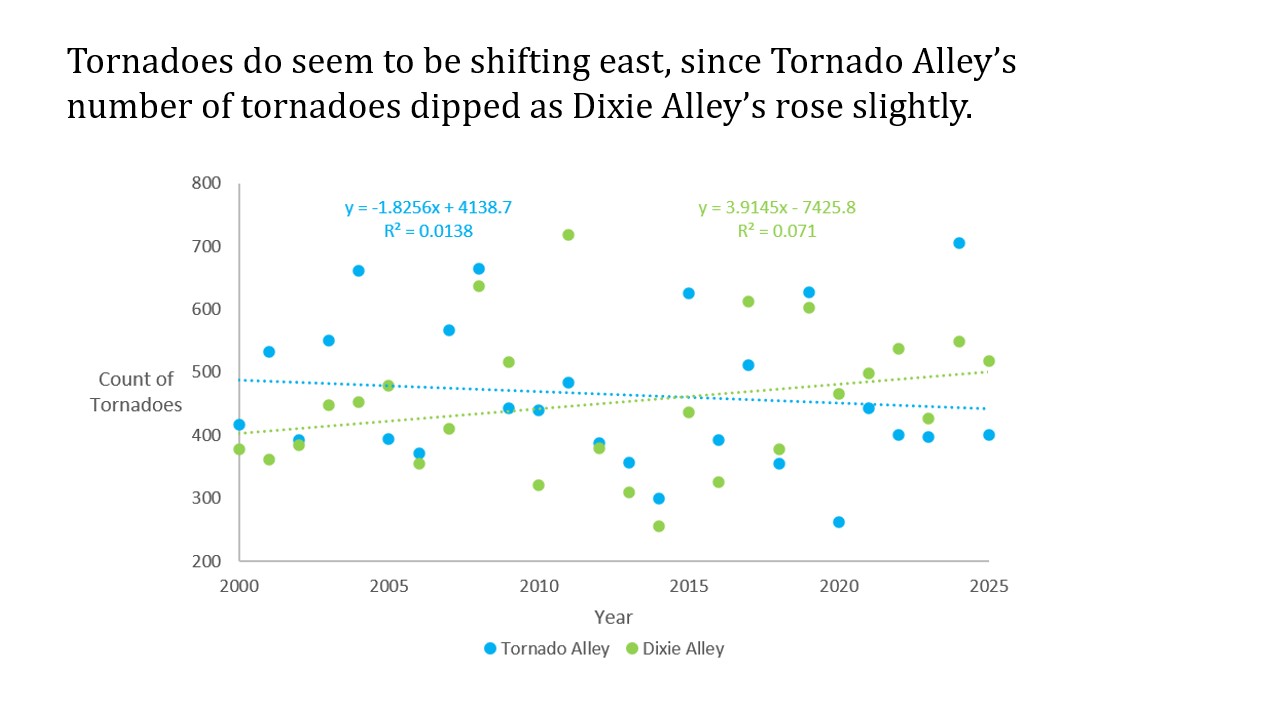 Tornadoes do seem to be shifting east, since Tornado Alley’s
number of tornadoes dipped as Dixie Alley’s rose slightly.
800
700
600
500
400
300
200
Count of
Tornadoes
y = -1.8256x + 4138.7
R² = 0.0138
y = 3.9145x - 7425.8
R² = 0.071
2000 2005 2010 2015 2020 2025
Year
Tornado Alley Dixie Alley